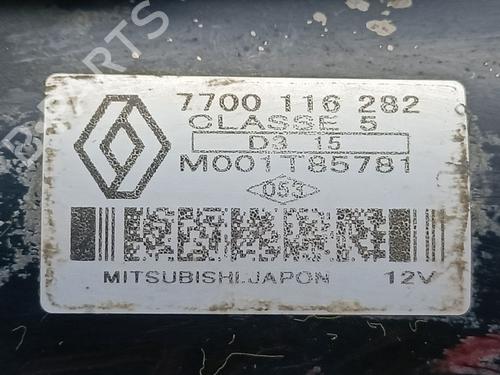 7700 116 282
CLASSE 5
D3 15
M001T85781
053
MITSUBISHI.JAPON 12V